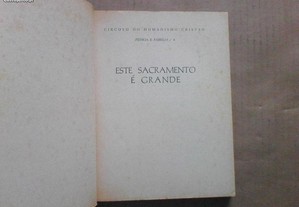 CÍRCULO DO HUMANISMO CRISTÃO
ESTE SACRAMENTO
É GRANDE